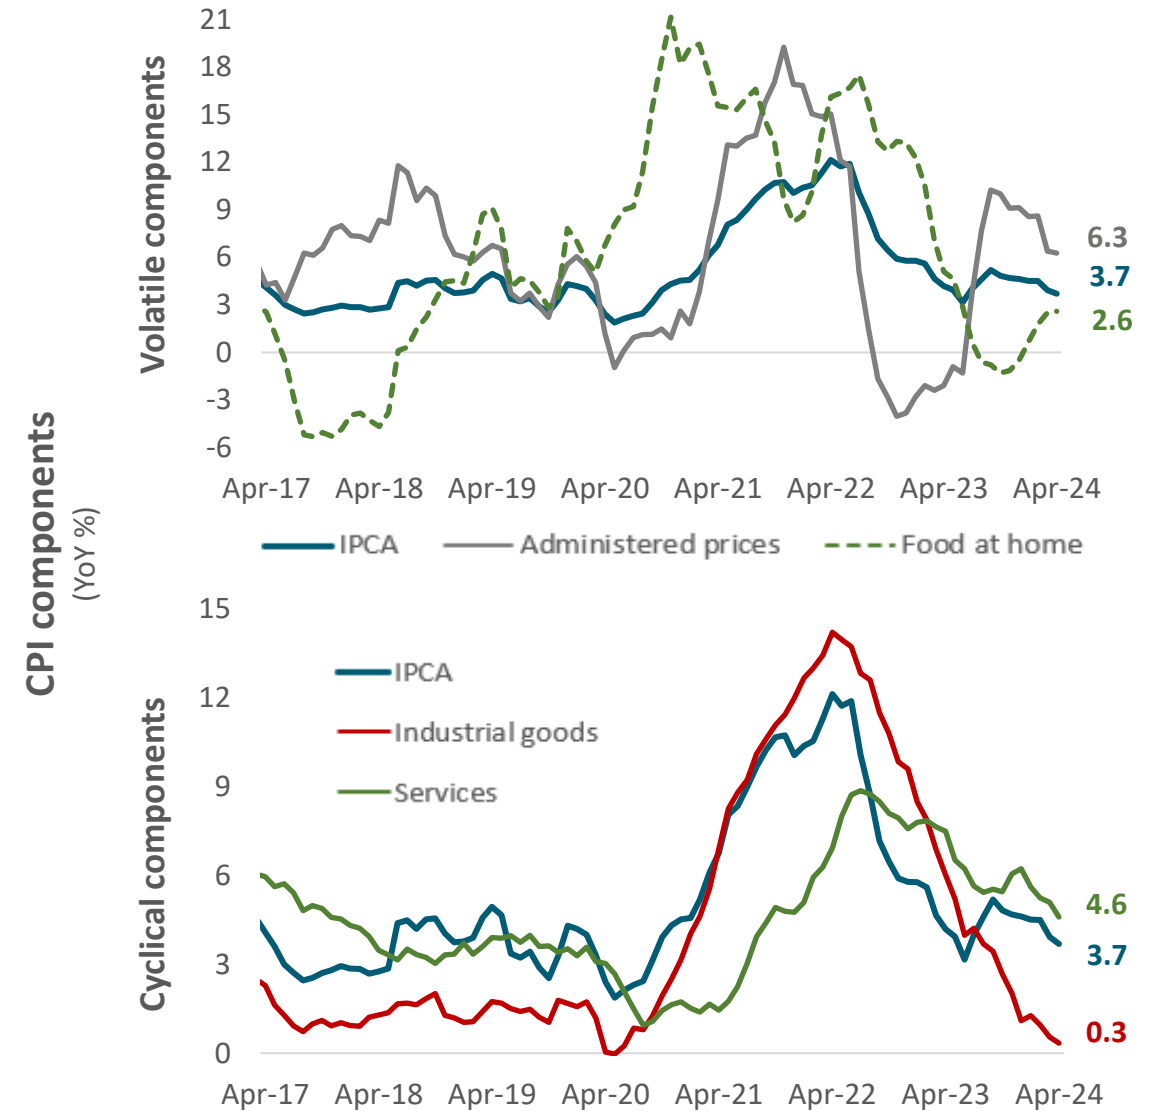 CPI components
(YoY %)
Volatile components
21
18
15
12
9
6
3
0
-3
-6
6.3
3.7
2.6
Apr-17 Apr-18 Apr-19 Apr-20 Apr-21 Apr-22 Apr-23 Apr-24
IPCA Administered prices Food at home
Cyclical components
15
12
9
6
3
0
IPCA
Industrial goods
Services
4.6
3.7
0.3
Apr-17 Apr-18 Apr-19 Apr-20 Apr-21 Apr-22 Apr-23 Apr-24